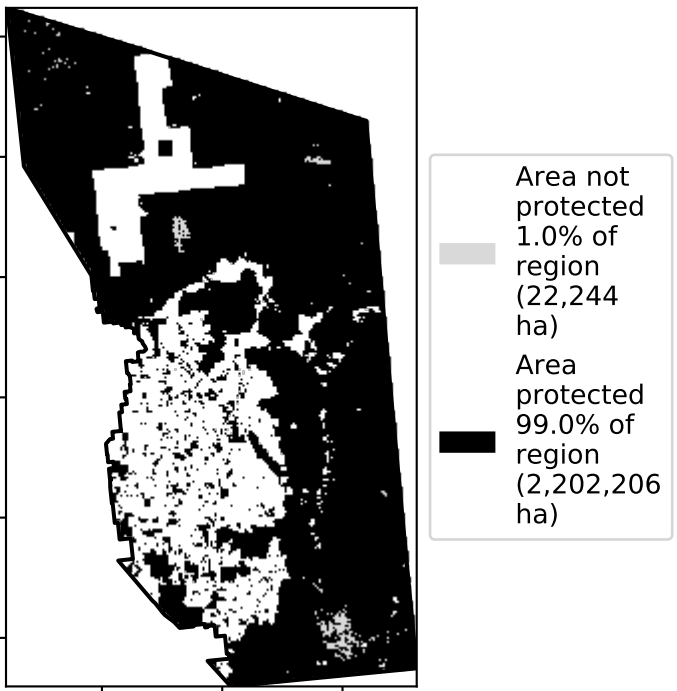 Area not
protected
1.0% of
region
(22,244
ha)
Area
protected
99.0% of
region
(2,202,206
ha)